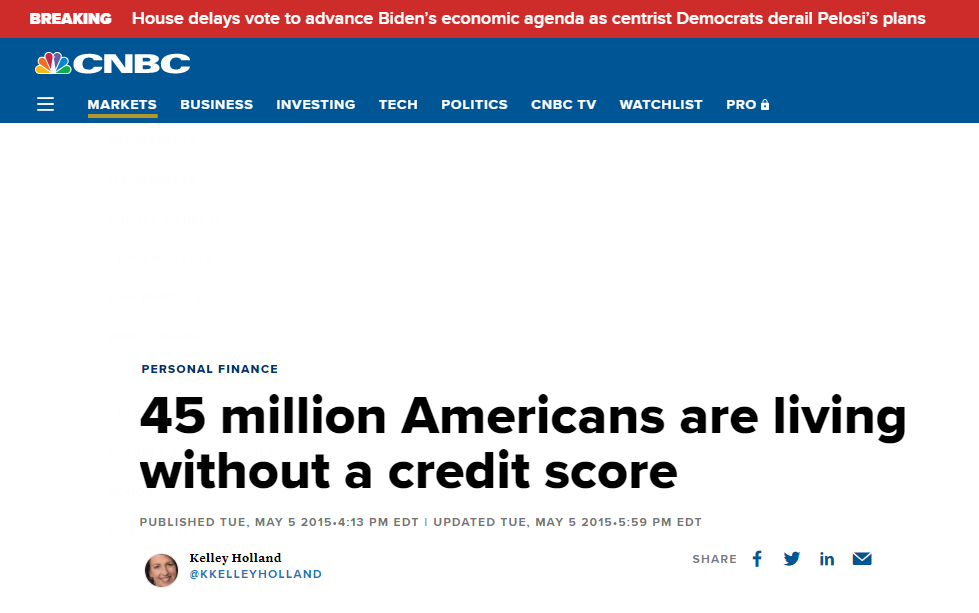 BREAKING House delays vote to advance Biden's economic agenda as centrist Democrats derail Pelosi's plans
CNBC
MARKETS BUSINESS INVESTING TECH POLITICS CNBC TV WATCHLIST PRO
PERSONAL FINANCE
45 million Americans are living
without a credit score
PUBLISHED TUE, MAY 5 2015•4:13 PM EDT | UPDATED TUE, MAY 5 2015•5:59 PM EDT
Kelley Holland
@KKELLEYHOLLAND
SHARE